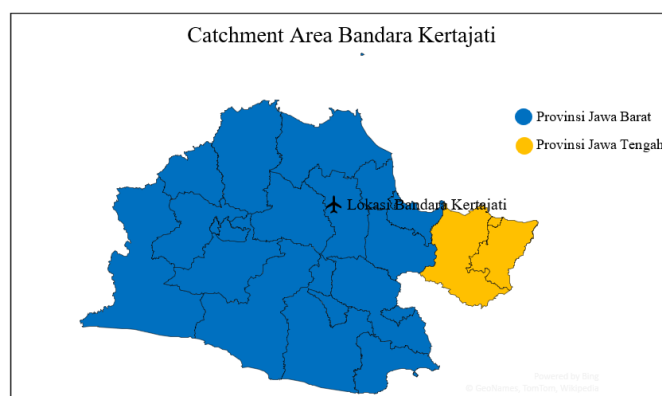 Catchment Area Bandara Kertajati
Provinsi Jawa Barat
Provinsi Jawa Tengah
Lokasi Bandara Kertajati
Powered by Bing
© GeoNames, TomTom, Wikipedia